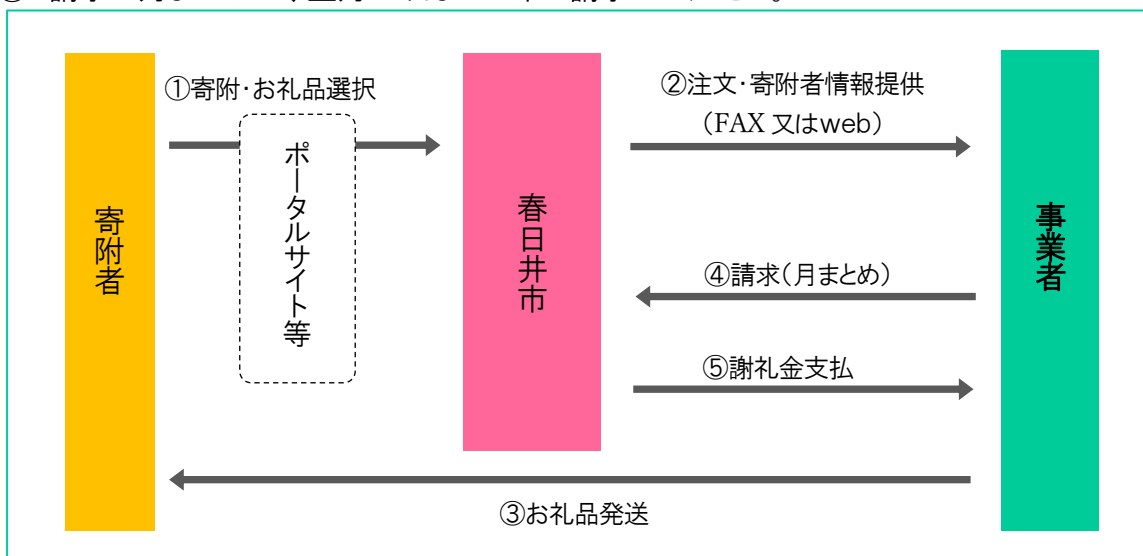 ①寄附・お礼品選択
②注文・寄附者情報提供
（FAX 又はweb）
ポータルサイト等
寄附者
春日井市
事業者
④請求（月まとめ）
⑤謝礼金支払
③お礼品発送